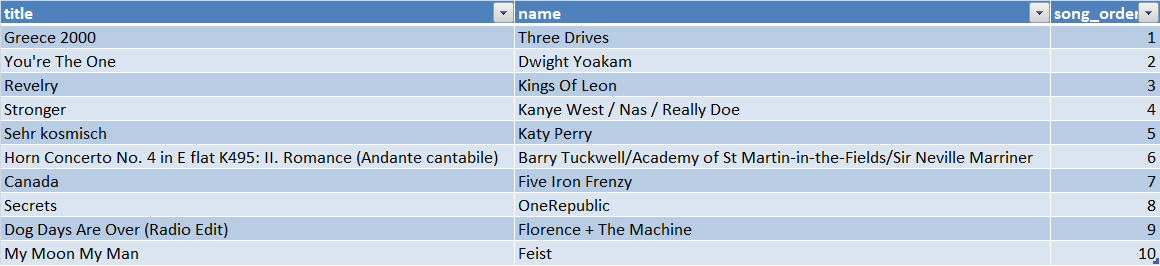 title name song_order
Greece 2000 Three Drives 1
You're The One Dwight Yoakam 2
Revelry Kings Of Leon 3
Stronger Kanye West / Nas / Really Doe 4
Sehr kosmisch Katy Perry 5
Horn Concerto No. 4 in E flat K495: II. Romance (Andante cantabile) Barry Tuckwell/Academy of St Martin-in-the-Fields/Sir Neville Marriner 6
Canada Five Iron Frenzy 7
Secrets OneRepublic 8
Dog Days Are Over (Radio Edit) Florence + The Machine 9
My Moon My Man Feist 10